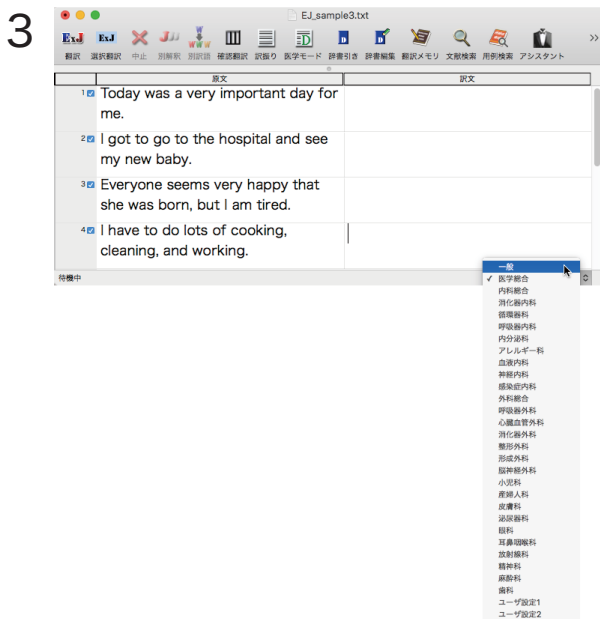 3
EJ_sample3.txt
翻訳 選択翻訳 中止 別解釈 別訳語 確認翻訳 訳振り 医学モード 辞書引き 辞書編集 翻訳メモリ 文献検索 用例検索 アシスタント
原文 訳文
1 Today was a very important day for
me.
2 I got to go to the hospital and see
my new baby.
3 Everyone seems very happy that
she was born, but I am tired.
4 I have to do lots of cooking,
cleaning, and working.
待機中
一般
✓ 医学総合
内科総合
消化器内科
循環器科
呼吸器内科
内分泌科
アレルギー科
血液内科
神経内科
感染症内科
外科総合
呼吸器外科
心臓血管外科
消化器外科
整形外科
形成外科
脳神経外科
小児科
産婦人科
皮膚科
泌尿器科
眼科
耳鼻咽喉科
放射線科
精神科
麻酔科
歯科
ユーザ設定1
ユーザ設定2